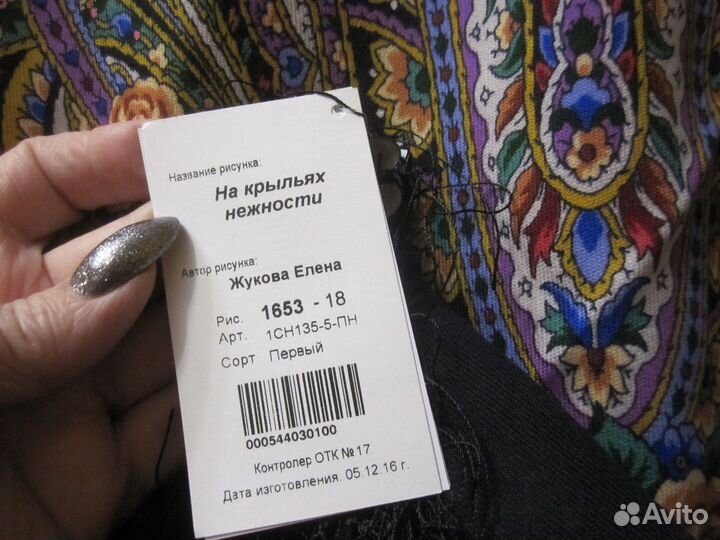 Название рисунка:
На крыльях
нежности
Автор рисунка:
Жукова Елена
Рис. 1653 - 18
Арт. 1СН135-5-ПН
Сорт Первый
000544030100
Контролер ОТК №17
Дата изготовления. 05.12.16 г.
Avito